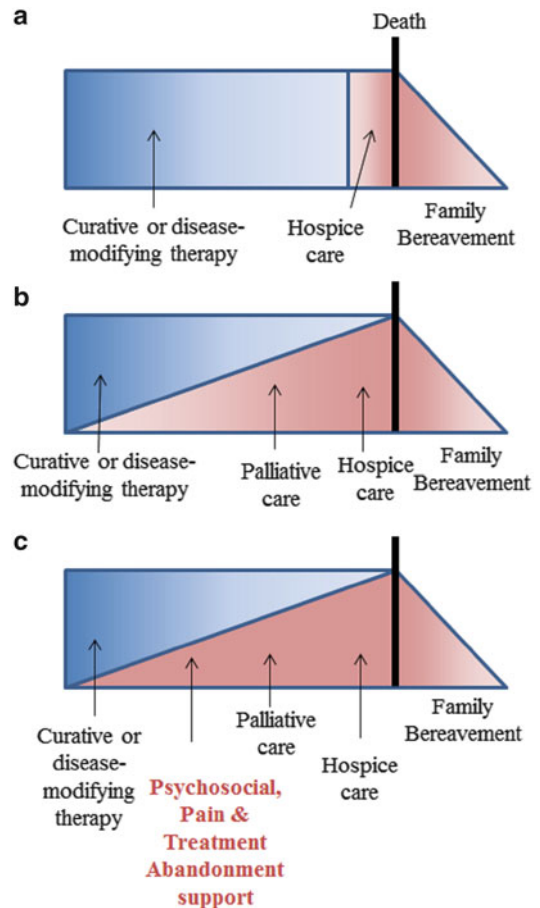 a
Death
Curative or disease-
modifying therapy
Hospice
care
Family
Bereavement
b
Curative or disease-
modifying therapy
Palliative
care
Hospice
care
Family
Bereavement
c
Curative or
disease-
modifying
therapy
Psychosocial,
Pain &
Treatment
Abandonment
support
Palliative
care
Hospice
care
Family
Bereavement